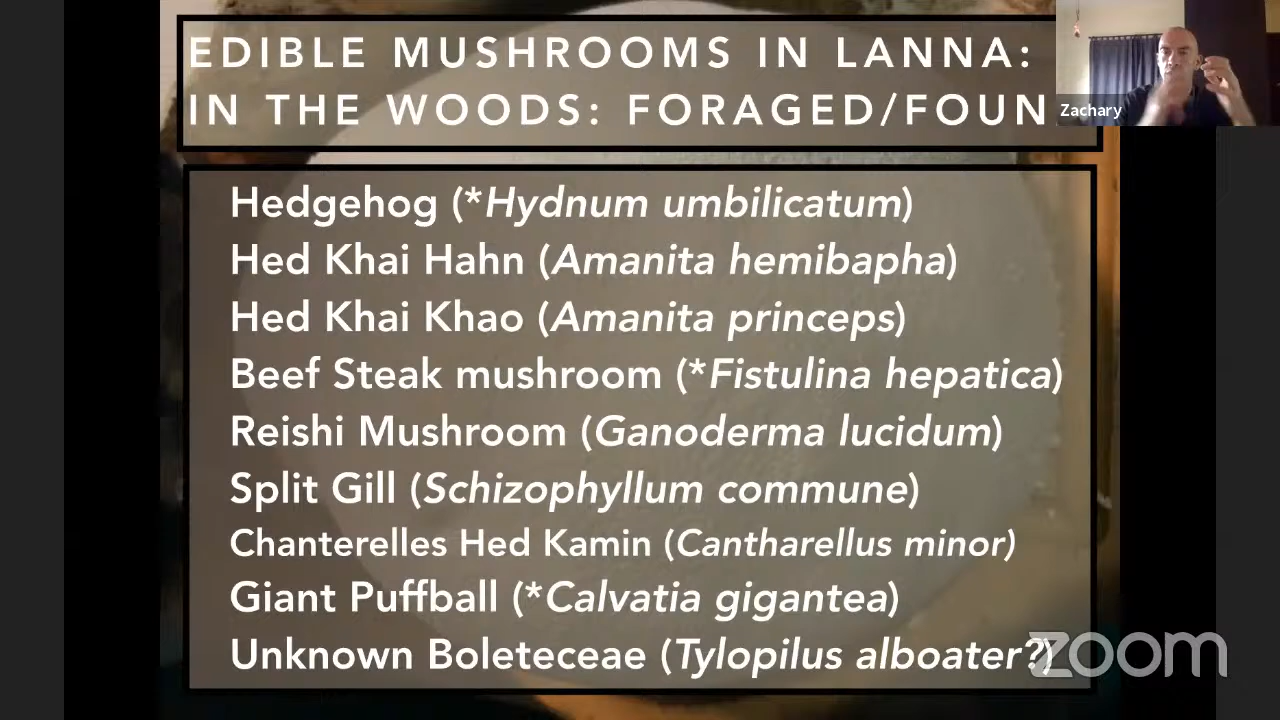 EDIBLE MUSHROOMS IN LANNA:
IN THE WOODS: FORAGED/FOUN
Zachary
Hedgehog (*Hydnum umbilicatum)
Hed Khai Hahn (Amanita hemibapha)
Hed Khai Khao (Amanita princeps)
Beef Steak mushroom (*Fistulina hepatica)
Reishi Mushroom (Ganoderma lucidum)
Split Gill (Schizophyllum commune)
Chanterelles Hed Kamin (Cantharellus minor)
Giant Puffball (*Calvatia gigantea)
Unknown Boleteceae (Tylopilus alboater?)
zoom